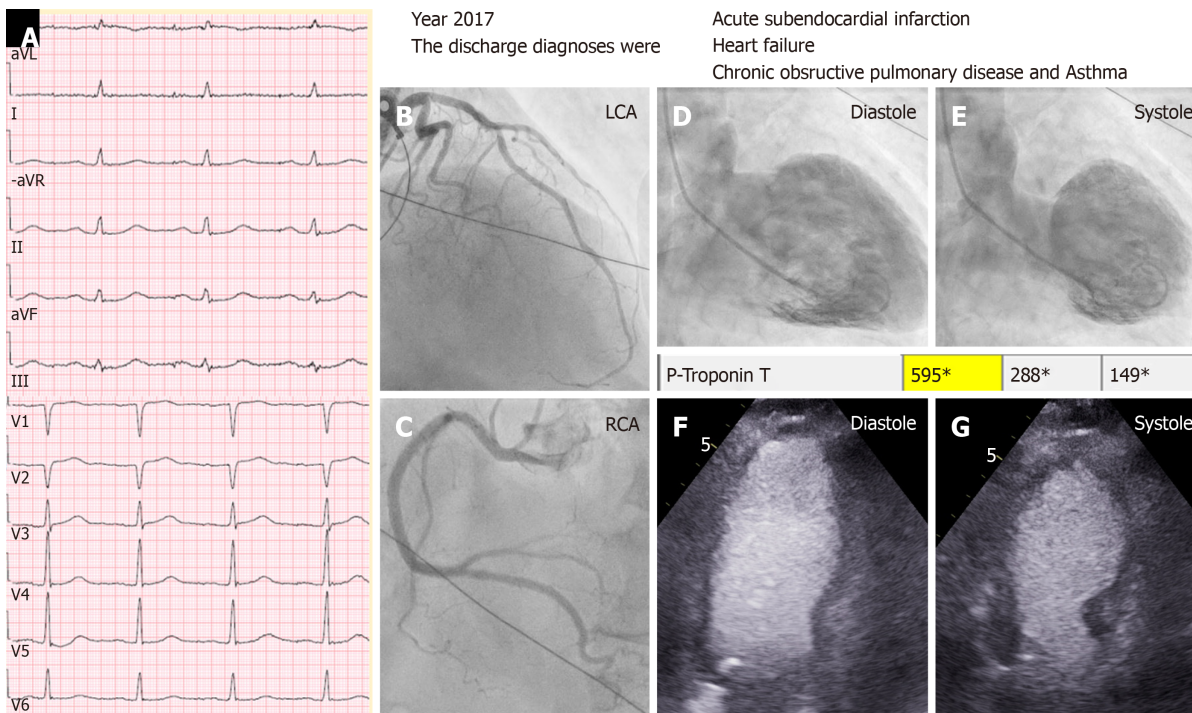 Year 2017
The discharge diagnoses were
Acute subendocardial infarction
Heart failure
Chronic obsructive pulmonary disease and Asthma
A
aVL
I
-aVR
II
aVF
III
V1
V2
V3
V4
V5
V6
B LCA
C RCA
D Diastole
E Systole
P-Troponin T 595* 288* 149*
F Diastole
5
G Systole
5